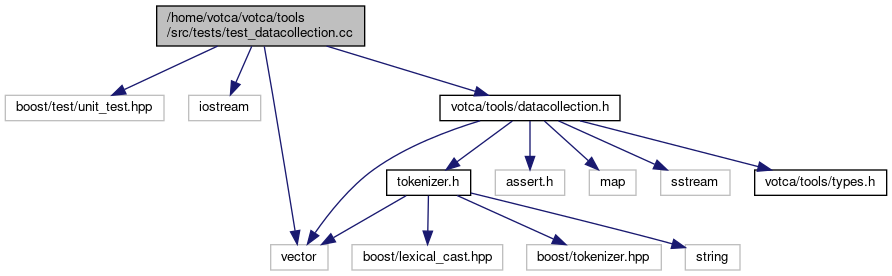 /home/votca/votca/tools
/src/tests/test_datacollection.cc
boost/test/unit_test.hpp
iostream
votca/tools/datacollection.h
tokenizer.h
assert.h
map
sstream
votca/tools/types.h
vector
boost/lexical_cast.hpp
boost/tokenizer.hpp
string